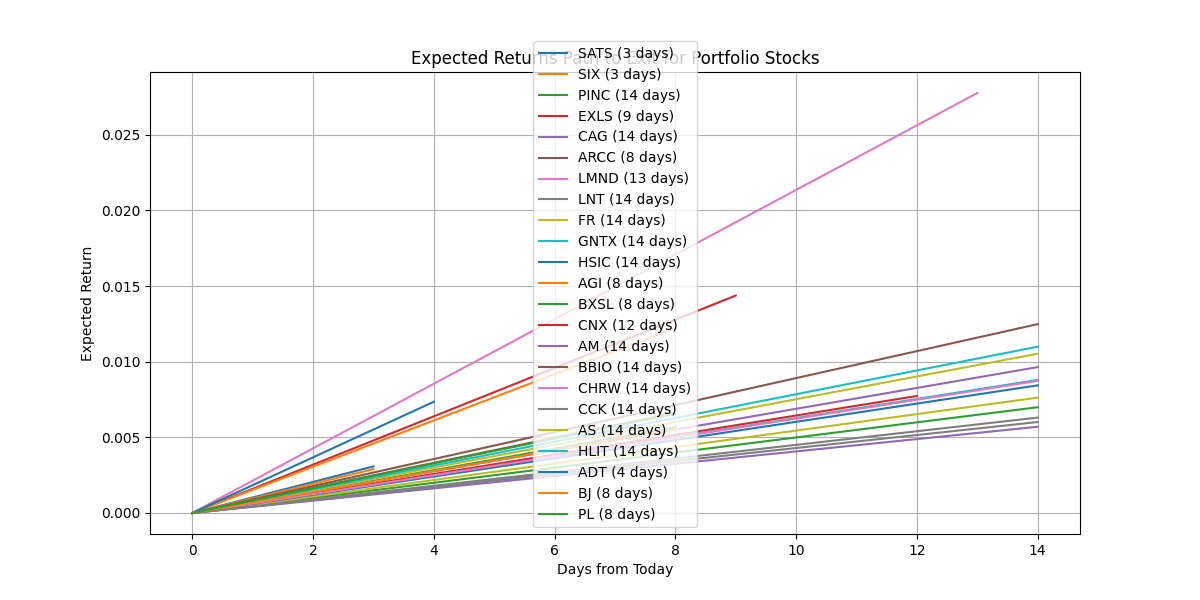 Expected Returns Path to Exit for Portfolio Stocks
SATS (3 days)
SIX (3 days)
PINC (14 days)
EXLS (9 days)
CAG (14 days)
ARCC (8 days)
LMND (13 days)
LNT (14 days)
FR (14 days)
GNTX (14 days)
HSIC (14 days)
AGI (8 days)
BXSL (8 days)
CNX (12 days)
AM (14 days)
BBIO (14 days)
CHRW (14 days)
CCK (14 days)
AS (14 days)
HLIT (14 days)
ADT (4 days)
BJ (8 days)
PL (8 days)
Expected Return
0.025
0.020
0.015
0.010
0.005
0.000
0 2 4 6 8 10 12 14
Days from Today